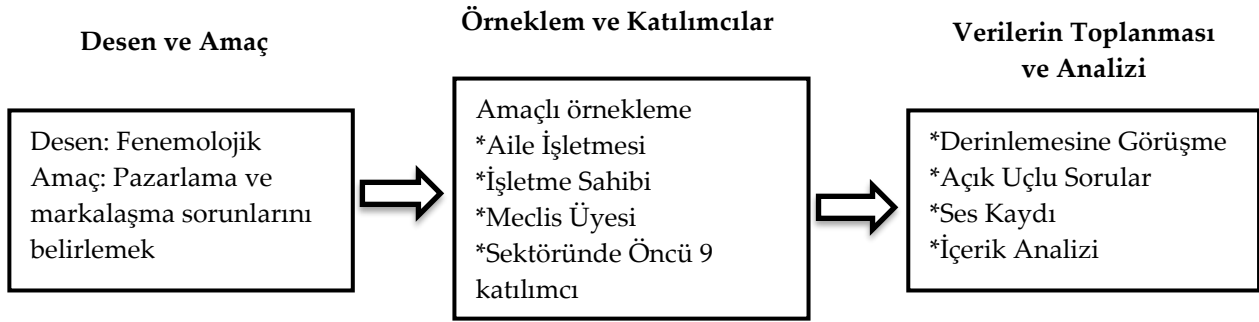 Desen ve Amaç
Desen: Fenemolojik
Amaç: Pazarlama ve
markalaşma sorunlarını
belirlemek
Örneklem ve Katılımcılar
Amaçlı örnekleme
*Aile İşletmesi
*İşletme Sahibi
*Meclis Üyesi
*Sektöründe Öncü 9
katılımcı
Verilerin Toplanması
ve Analizi
*Derinlemesine Görüşme
*Açık Uçlu Sorular
*Ses Kaydı
*İçerik Analizi